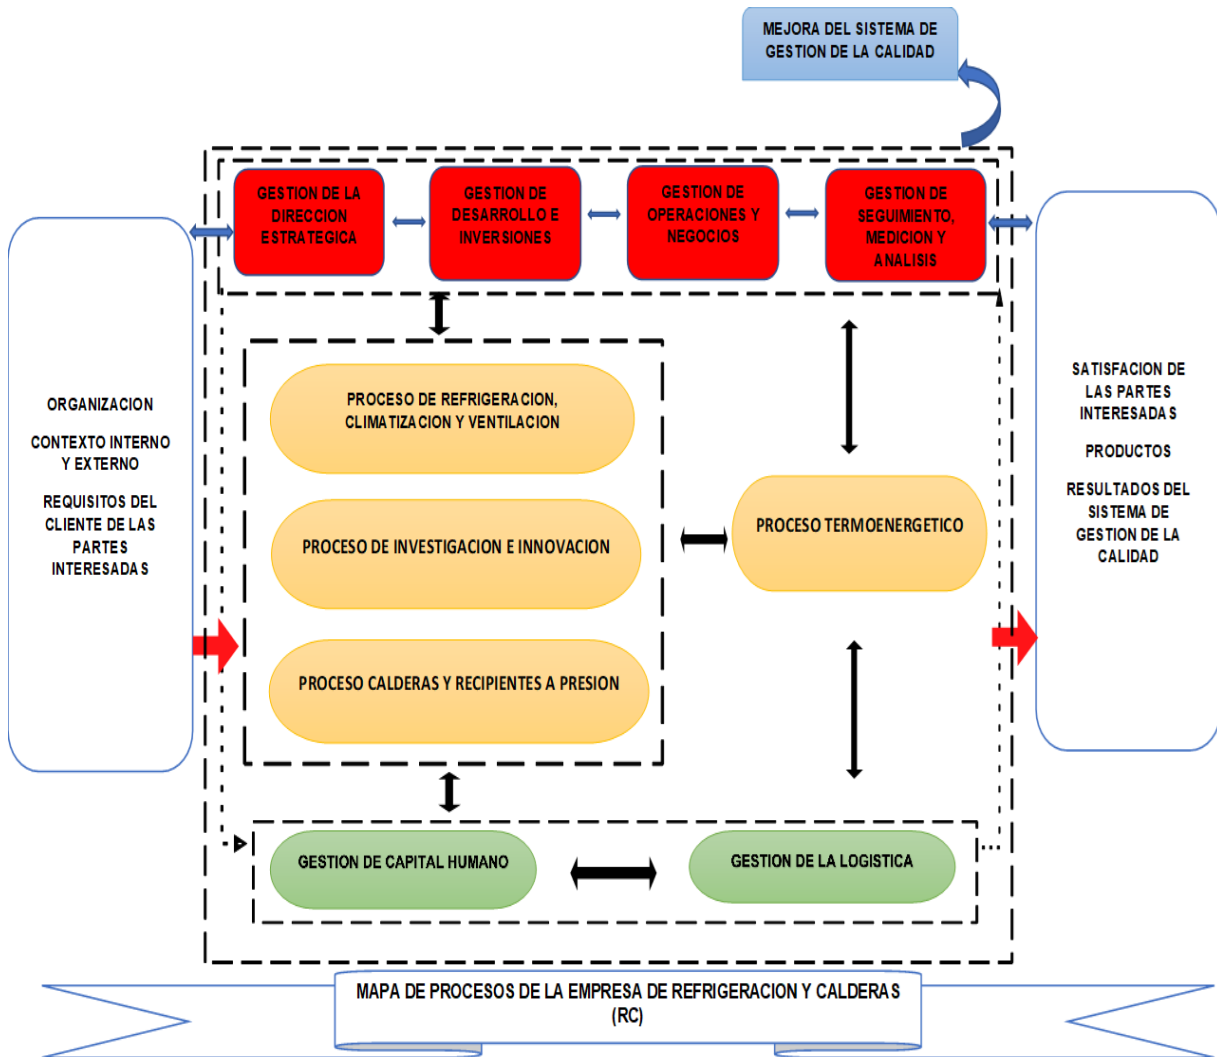 MEJORA DEL SISTEMA DE
GESTION DE LA CALIDAD
GESTION DE LA
DIRECCION
ESTRATEGICA
GESTION DE
DESARROLLO E
INVERSIONES
GESTION DE
OPERACIONES Y
NEGOCIOS
GESTION DE
SEGUIMIENTO,
MEDICION Y
ANALISIS
ORGANIZACION
CONTEXTO INTERNO
Y EXTERNO
REQUISITOS DEL
CLIENTE DE LAS
PARTES
INTERESADAS
PROCESO DE REFRIGERACION,
CLIMATIZACION Y VENTILACION
PROCESO DE INVESTIGACION E INNOVACION
PROCESO CALDERAS Y RECIPIENTES A PRESION
PROCESO TERMOENERGETICO
SATISFACION DE
LAS PARTES
INTERESADAS
PRODUCTOS
RESULTADOS DEL
SISTEMA DE
GESTION DE LA
CALIDAD
GESTION DE CAPITAL HUMANO
GESTION DE LA LOGISTICA
MAPA DE PROCESOS DE LA EMPRESA DE REFRIGERACION Y CALDERAS
(RC)